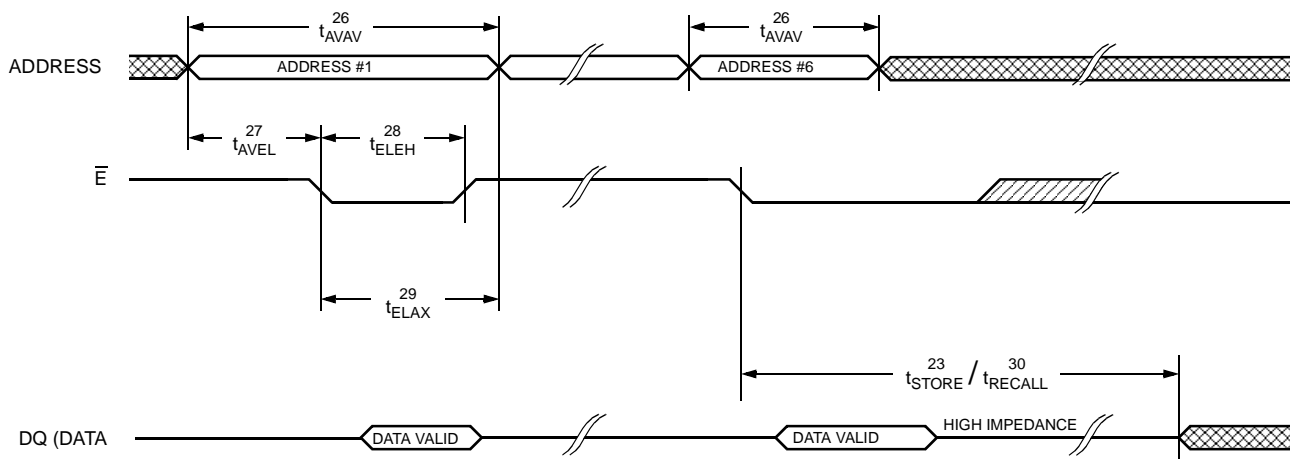 26 26
tAVAV tAVAV
ADDRESS ADDRESS #1 ADDRESS #6
27 28
tAVEL tELEH
E
29
tELAX
23 30
tSTORE / tRECALL
HIGH IMPEDANCE
DQ (DATA DATA VALID DATA VALID